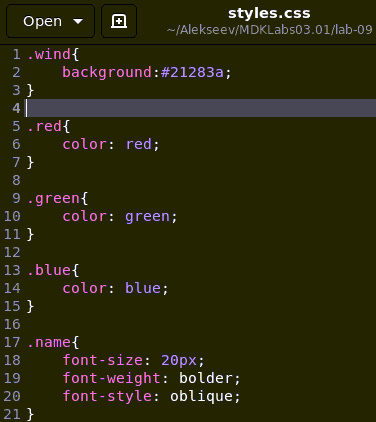 Open
styles.css
~/Alekseev/MDKLabs03.01/lab-09
1 .wind{
2     background:#21283a;
3 }
4
5 .red{
6     color: red;
7 }
8
9 .green{
10     color: green;
11 }
12
13 .blue{
14     color: blue;
15 }
16
17 .name{
18     font-size: 20px;
19     font-weight: bolder;
20     font-style: oblique;
21 }